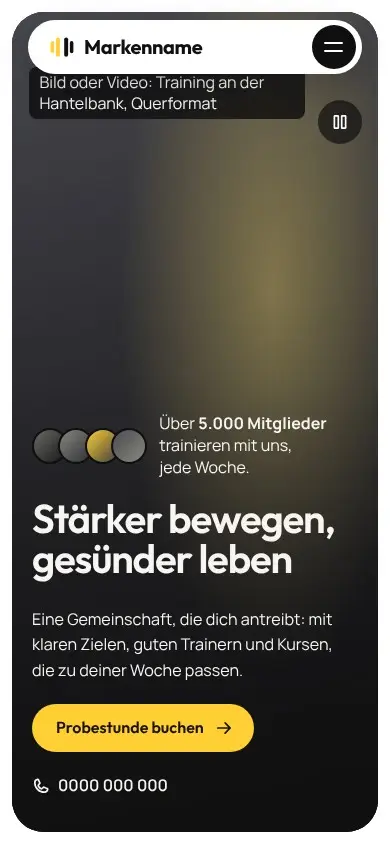 Markenname
Bild oder Video: Training an der
Hantelbank, Querformat
Über 5.000 Mitglieder
trainieren mit uns,
jede Woche.
Stärker bewegen,
gesünder leben
Eine Gemeinschaft, die dich antreibt: mit
klaren Zielen, guten Trainern und Kursen,
die zu deiner Woche passen.
Probestunde buchen
0000 000 000